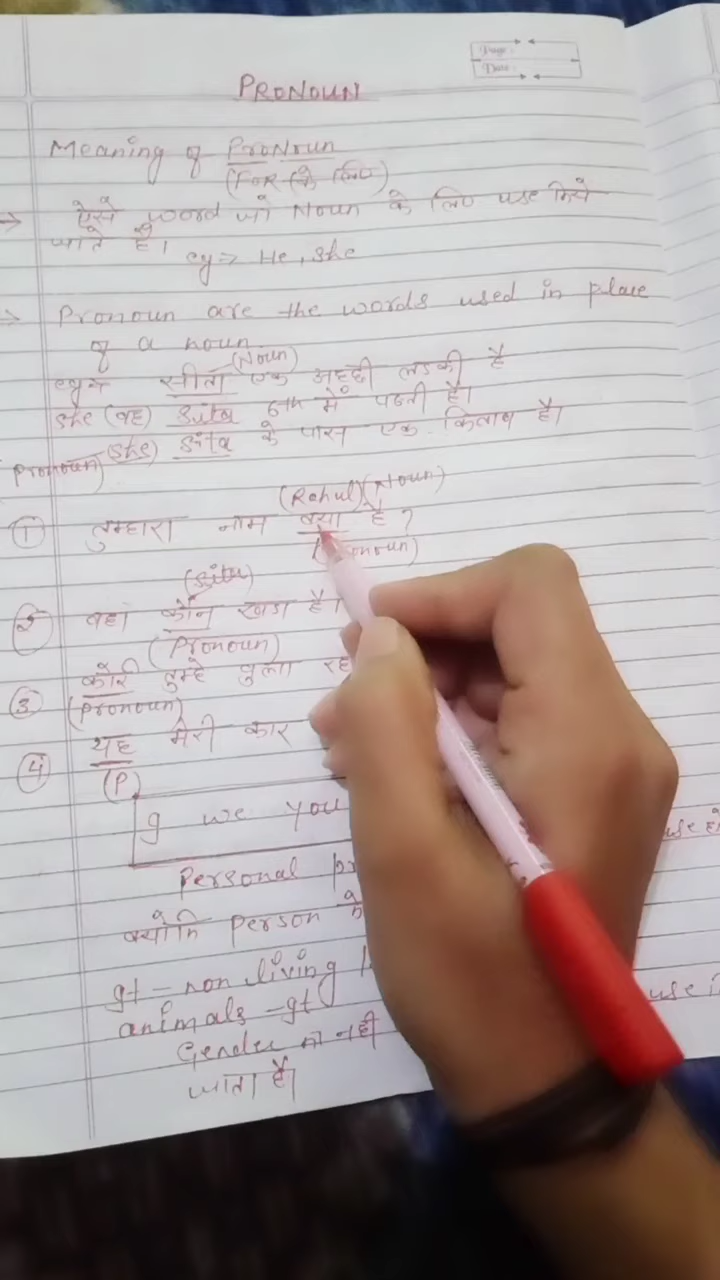 Page :
Date :
PRONOUN
Meaning of ProNoun
(FOR (के लिए)
→ ऐसे word जो Noun के लिए use किये
जाते है।
eg => He, She
→ Pronoun are the words used in place
of a noun
(Noun)
eg => सीता एक अच्छी लडकी है
She (वह) Sita 6th में पढती है।
(She) Sita के पास एक किताब है।
Pronoun
(Rahul) (Noun)
① तुम्हारा नाम क्या है ?
(Pronoun)
(Sita)
② वहा कौन खडा है।
(Pronoun)
③ कोई तुम्हे बुला
(Pronoun)
④ यह मेरी कार
(P)
I we you
Personal
use
क्योकि person के
It - non living
animals - It
use
Gender का नही
जाता है।